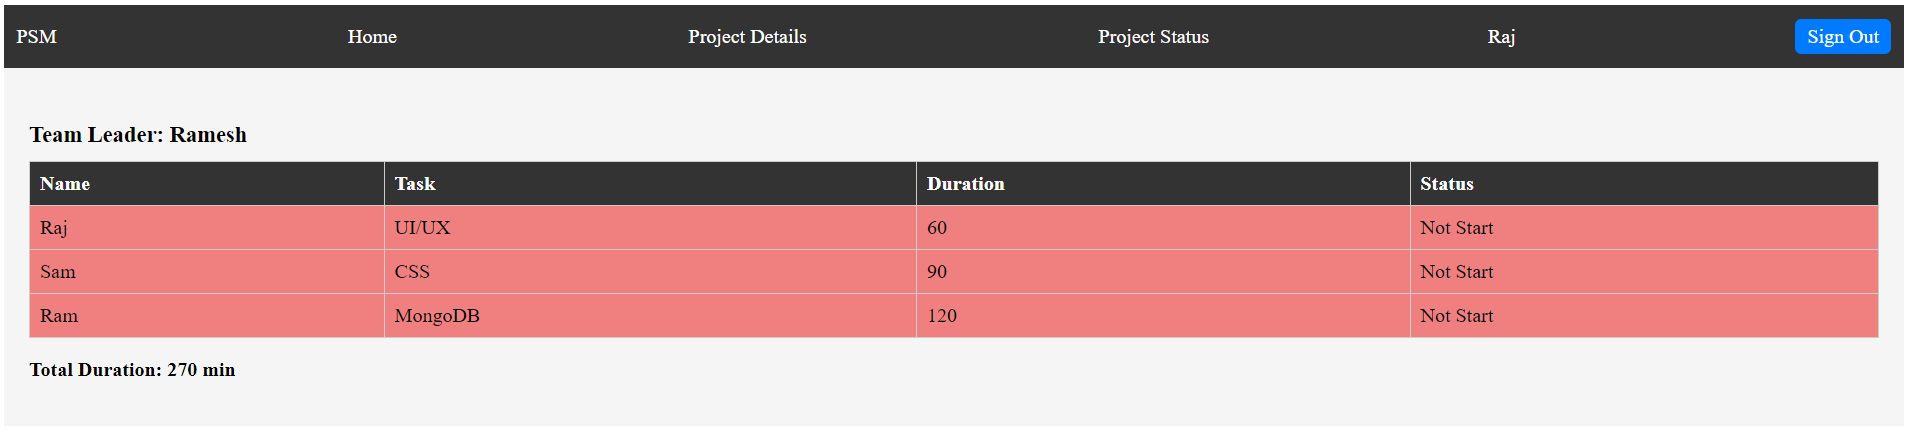 PSM Home Project Details Project Status Raj Sign Out
Team Leader: Ramesh
Name Task Duration Status
Raj UI/UX 60 Not Start
Sam CSS 90 Not Start
Ram MongoDB 120 Not Start
Total Duration: 270 min